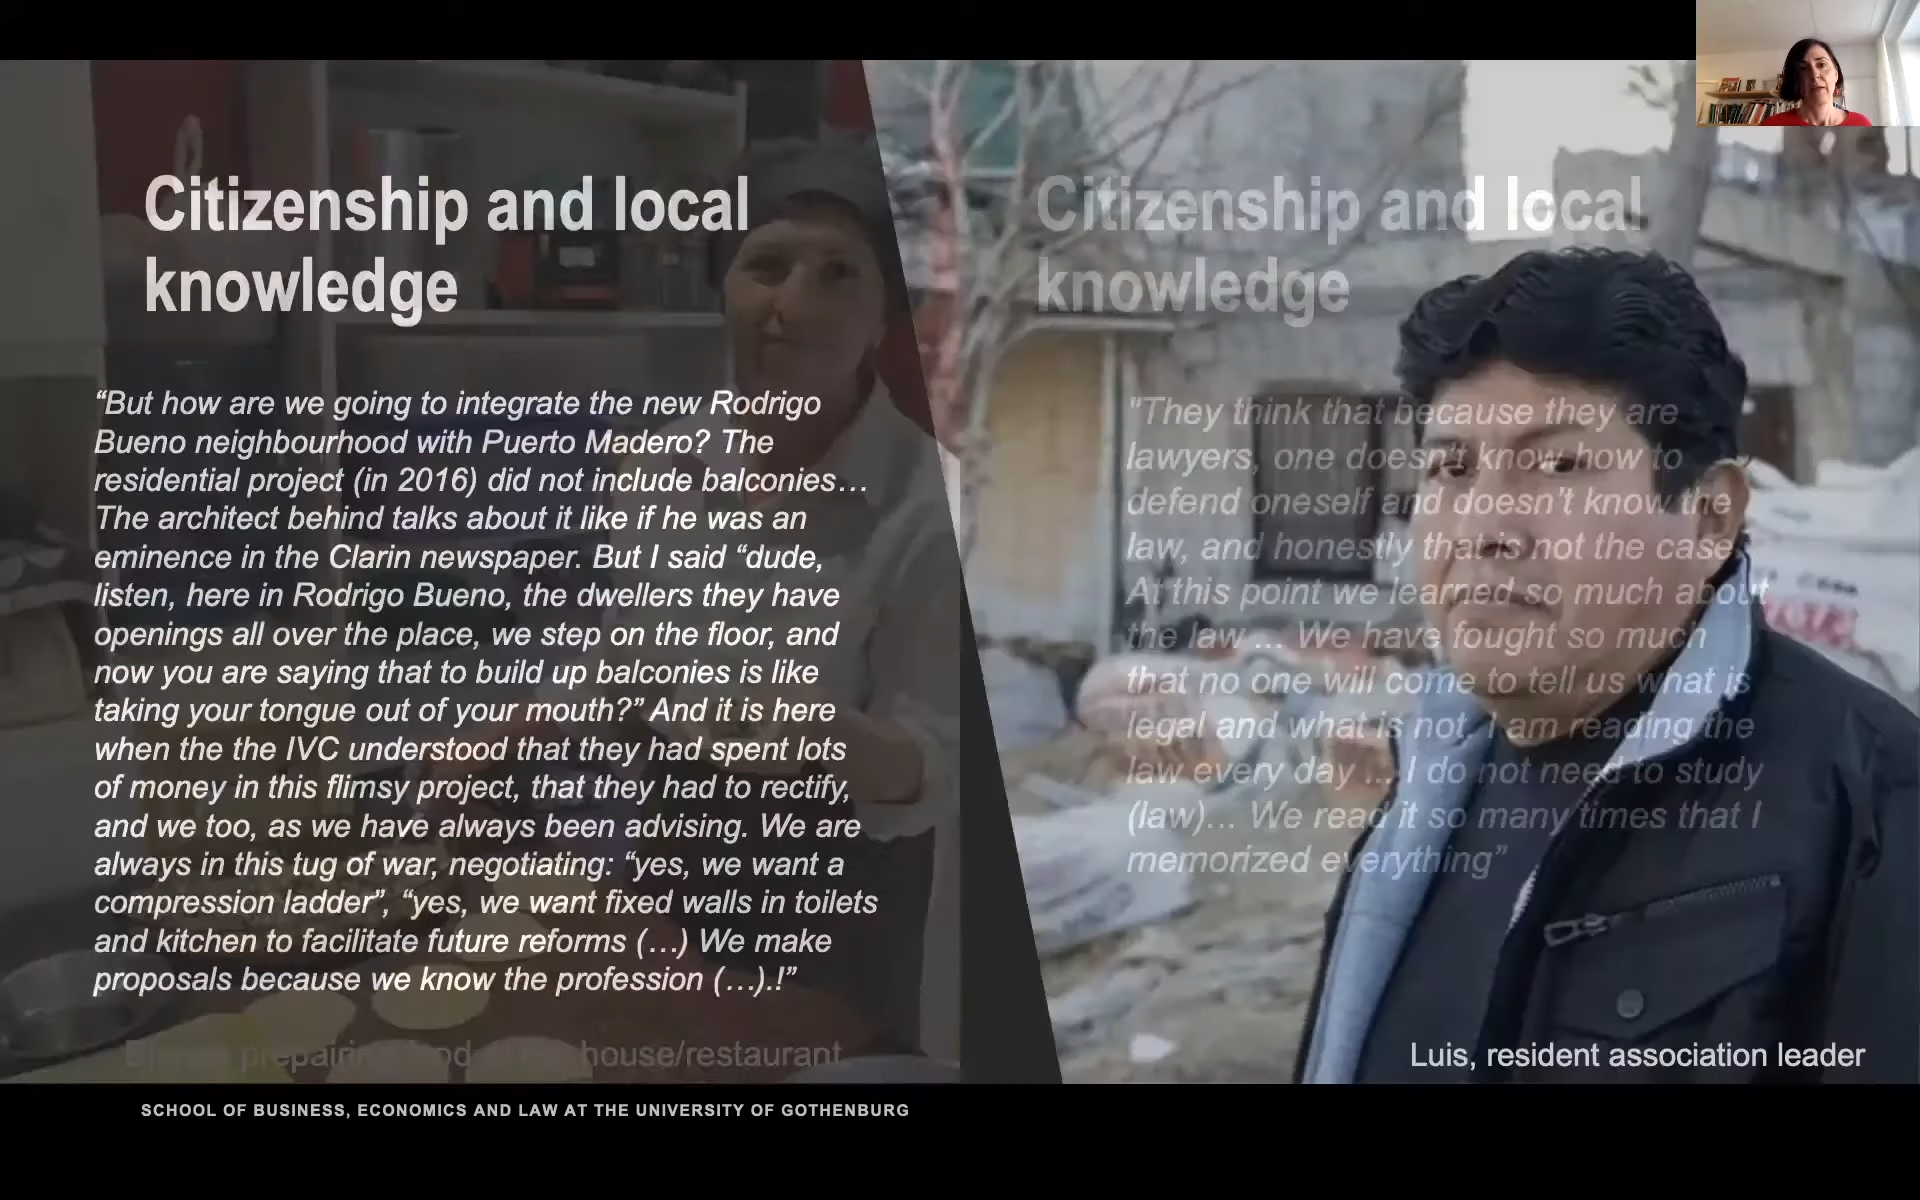 Citizenship and local
knowledge
“But how are we going to integrate the new Rodrigo
Bueno neighbourhood with Puerto Madero? The
residential project (in 2016) did not include balconies…
The architect behind talks about it like if he was an
eminence in the Clarin newspaper. But I said “dude,
listen, here in Rodrigo Bueno, the dwellers they have
openings all over the place, we step on the floor, and
now you are saying that to build up balconies is like
taking your tongue out of your mouth?” And it is here
when the the IVC understood that they had spent lots
of money in this flimsy project, that they had to rectify,
and we too, as we have always been advising. We are
always in this tug of war, negotiating: “yes, we want a
compression ladder”, “yes, we want fixed walls in toilets
and kitchen to facilitate future reforms (…) We make
proposals because we know the profession (…).!”
preparing food house/restaurant
Citizenship and local
knowledge
"They think that because they are
lawyers, one doesn't know how to
defend oneself and doesn’t know the
law, and honestly that is not the case
At this point we learned so much about
the law ... We have fought so much
that no one will come to tell us what is
legal and what is not, I am reading the
law every day ... I do not need to study
(law)... We read it so many times that I
memorized everything”
Luis, resident association leader
SCHOOL OF BUSINESS, ECONOMICS AND LAW AT THE UNIVERSITY OF GOTHENBURG